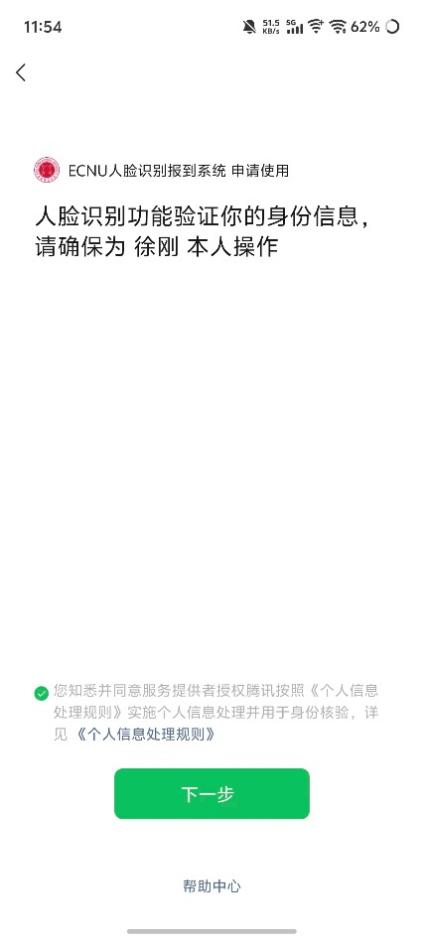 11:54
51.5
KB/s
5G
62%
ECNU人脸识别报到系统 申请使用
人脸识别功能验证你的身份信息，
请确保为 徐刚 本人操作
您知悉并同意服务提供者授权腾讯按照《个人信息
处理规则》实施个人信息处理并用于身份核验，详
见《个人信息处理规则》
下一步
帮助中心